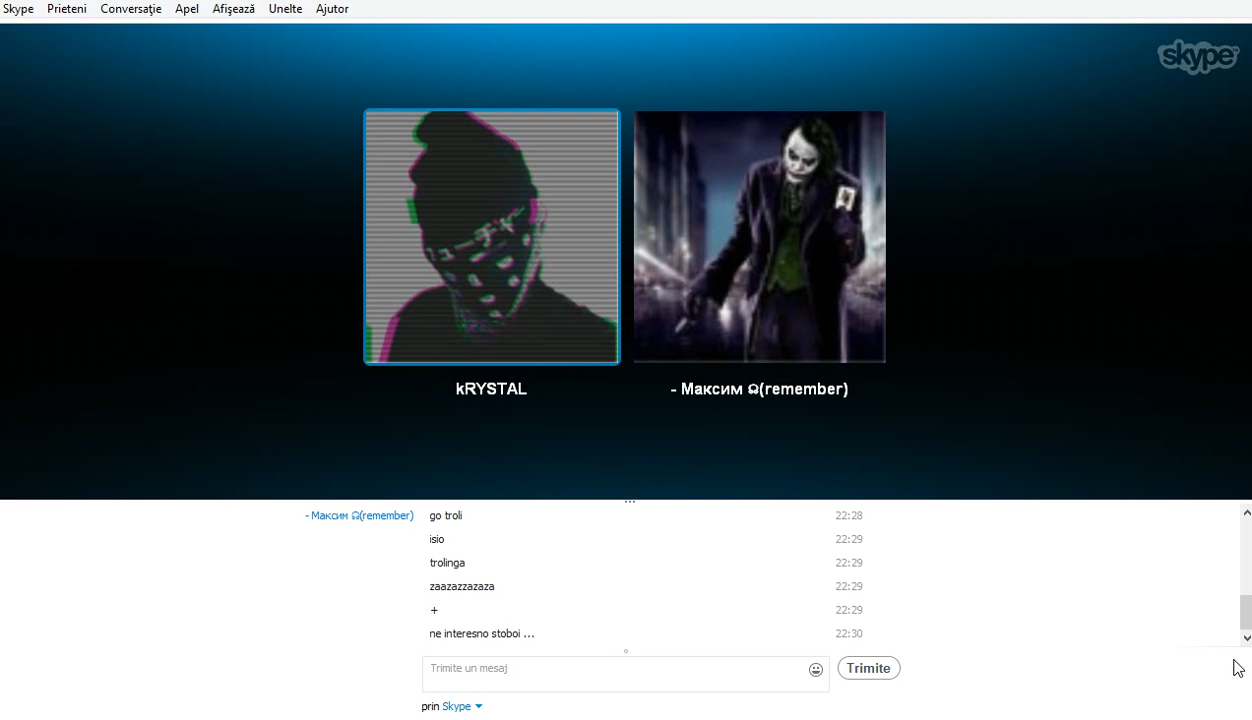 Skype Prieteni Conversaţie Apel Afişează Unelte Ajutor
skype™
kRYSTAL
- Максим ᘏ(remember)
- Максим ᘏ(remember) go troli 22:28
isio 22:29
trolinga 22:29
zaazazzazaza 22:29
+ 22:29
ne interesno stoboi ... 22:30
Trimite un mesaj Trimite
prin Skype